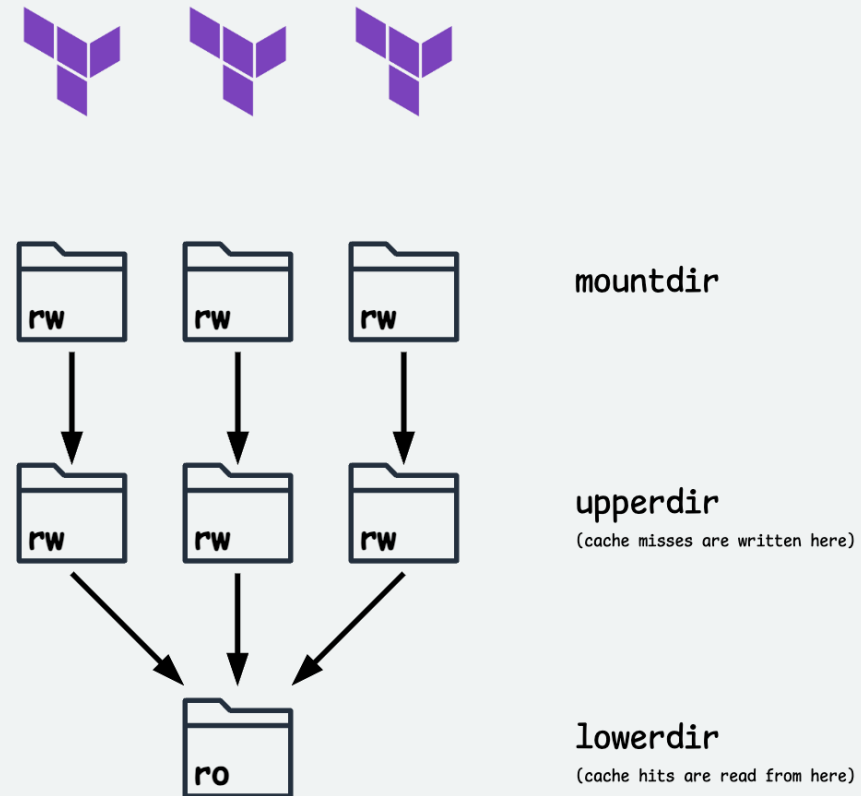 rw rw rw mountdir
rw rw rw upperdir
(cache misses are written here)
ro lowerdir
(cache hits are read from here)